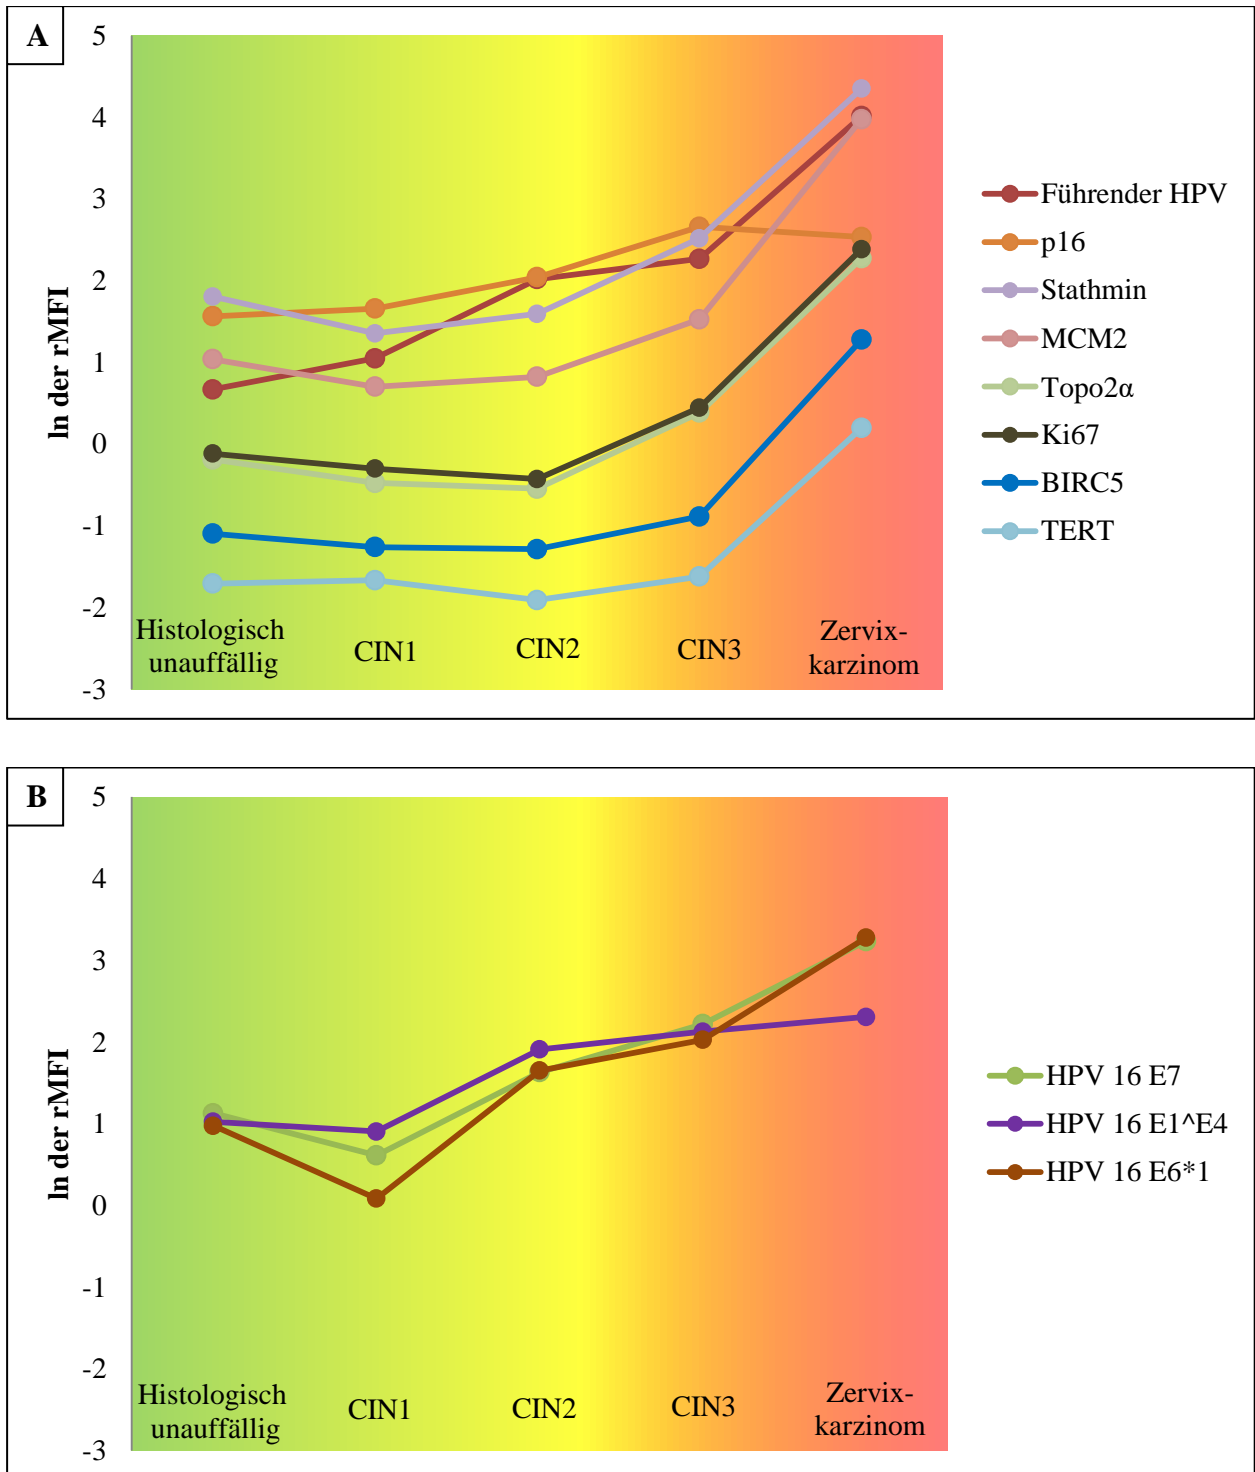 A
5
4
3
2
1
0
-1
-2
-3
ln der rMFI
Histologisch
unauffällig
CIN1
CIN2
CIN3
Zervix-
karzinom
Führender HPV
p16
Stathmin
MCM2
Topo2α
Ki67
BIRC5
TERT
B
5
4
3
2
1
0
-1
-2
-3
ln der rMFI
Histologisch
unauffällig
CIN1
CIN2
CIN3
Zervix-
karzinom
HPV 16 E7
HPV 16 E1^E4
HPV 16 E6*1